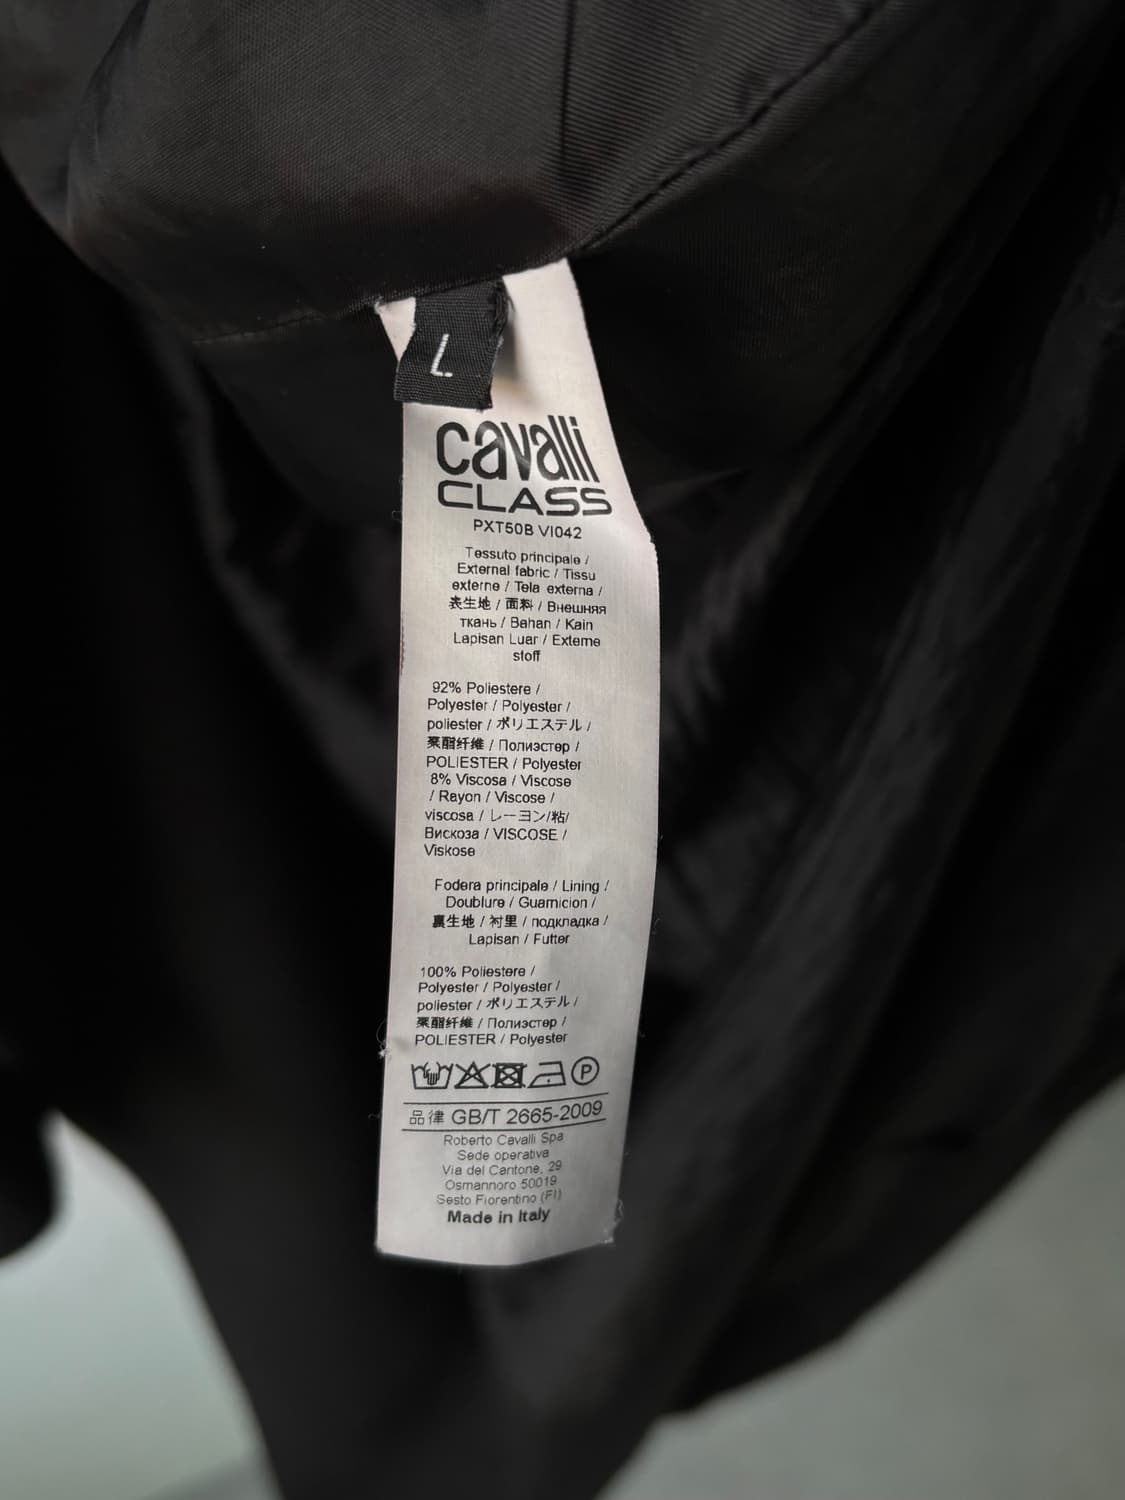 L
cavalli
CLASS
PXT50B VI042
Tessuto principale /
External fabric / Tissu
externe / Tela externa /
表生地 / 面料 / Внешняя
ткань / Bahan / Kain
Lapisan Luar / Externe
stoff
92% Poliestere /
Polyester / Polyester /
poliester / ポリエステル /
聚酯纤维 / Полиэстер /
POLIESTER / Polyester
8% Viscosa / Viscose
/ Rayon / Viscose /
viscosa / レーヨン/粘/
Вискоза / VISCOSE /
Viskose
Fodera principale / Lining /
Doublure / Guarnicion /
裏生地 / 衬里 / подкладка /
Lapisan / Futter
100% Poliestere /
Polyester / Polyester /
poliester / ポリエステル /
聚酯纤维 / Полиэстер /
POLIESTER / Polyester
P
品律 GB/T 2665-2009
Roberto Cavalli Spa
Sede operativa
Via del Cantone, 29
Osmannoro 50019
Sesto Fiorentino (FI)
Made in Italy